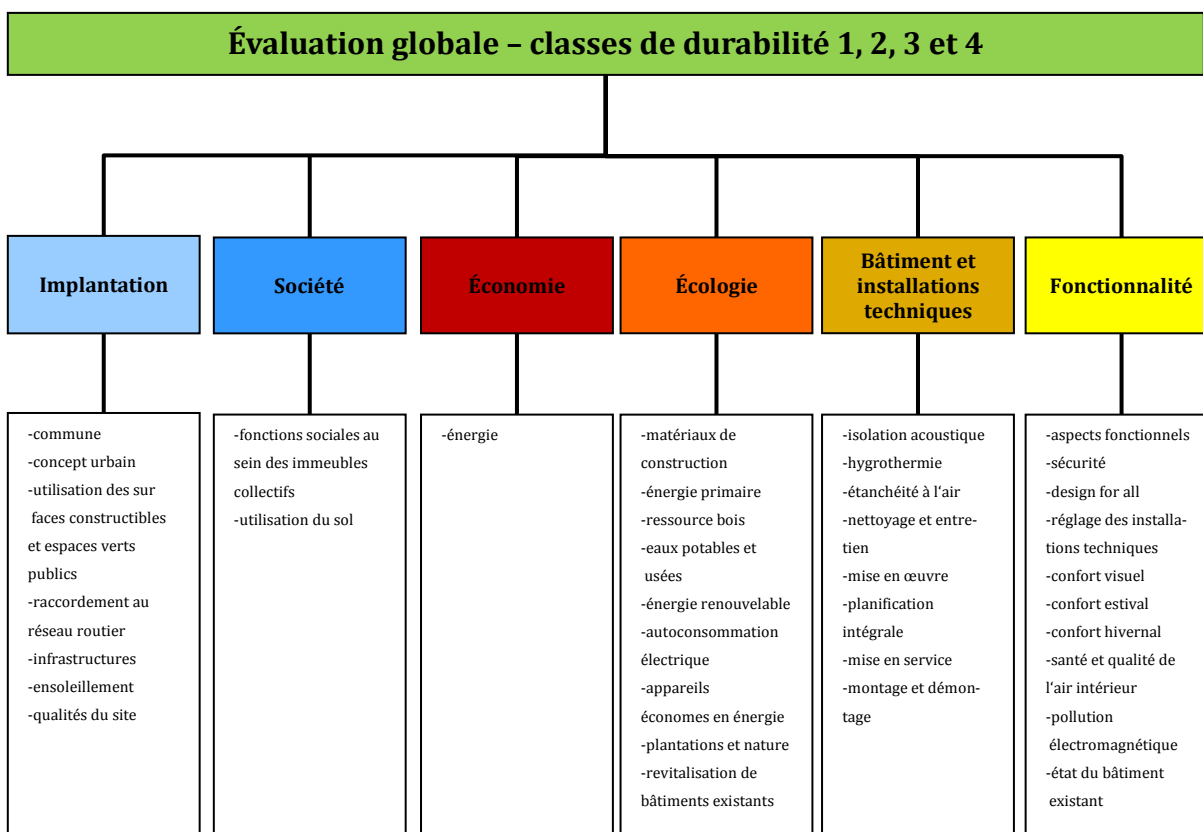 Évaluation globale – classes de durabilité 1, 2, 3 et 4
Implantation
Société
Économie
Écologie
Bâtiment et
installations
techniques
Fonctionnalité
-commune
-concept urbain
-utilisation des sur
faces constructibles
et espaces verts
publics
-raccordement au
réseau routier
-infrastructures
-ensoleillement
-qualités du site
-fonctions sociales au
sein des immeubles
collectifs
-utilisation du sol
-énergie
-matériaux de
construction
-énergie primaire
-ressource bois
-eaux potables et
usées
-énergie renouvelable
-autoconsommation
électrique
-appareils
économes en énergie
-plantations et nature
-revitalisation de
bâtiments existants
-isolation acoustique
-hygrothermie
-étanchéité à l‘air
-nettoyage et entre-
tien
-mise en œuvre
-planification
intégrale
-mise en service
-montage et démon-
tage
-aspects fonctionnels
-sécurité
-design for all
-réglage des installa-
tions techniques
-confort visuel
-confort estival
-confort hivernal
-santé et qualité de
l‘air intérieur
-pollution
électromagnétique
-état du bâtiment
existant